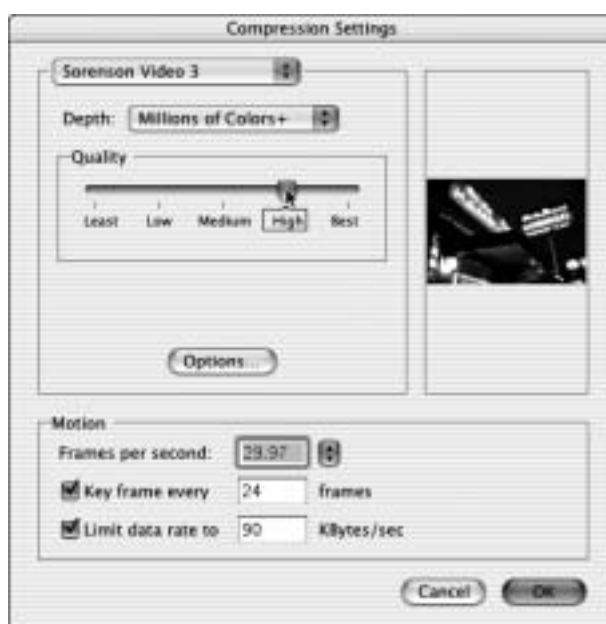 Compression Settings
Sorenson Video 3
Depth: Millions of Colors+
Quality
Least Low Medium High Best
Options...
Motion
Frames per second: 29.97
Key frame every 24 frames
Limit data rate to 90 KBytes/sec
Cancel OK